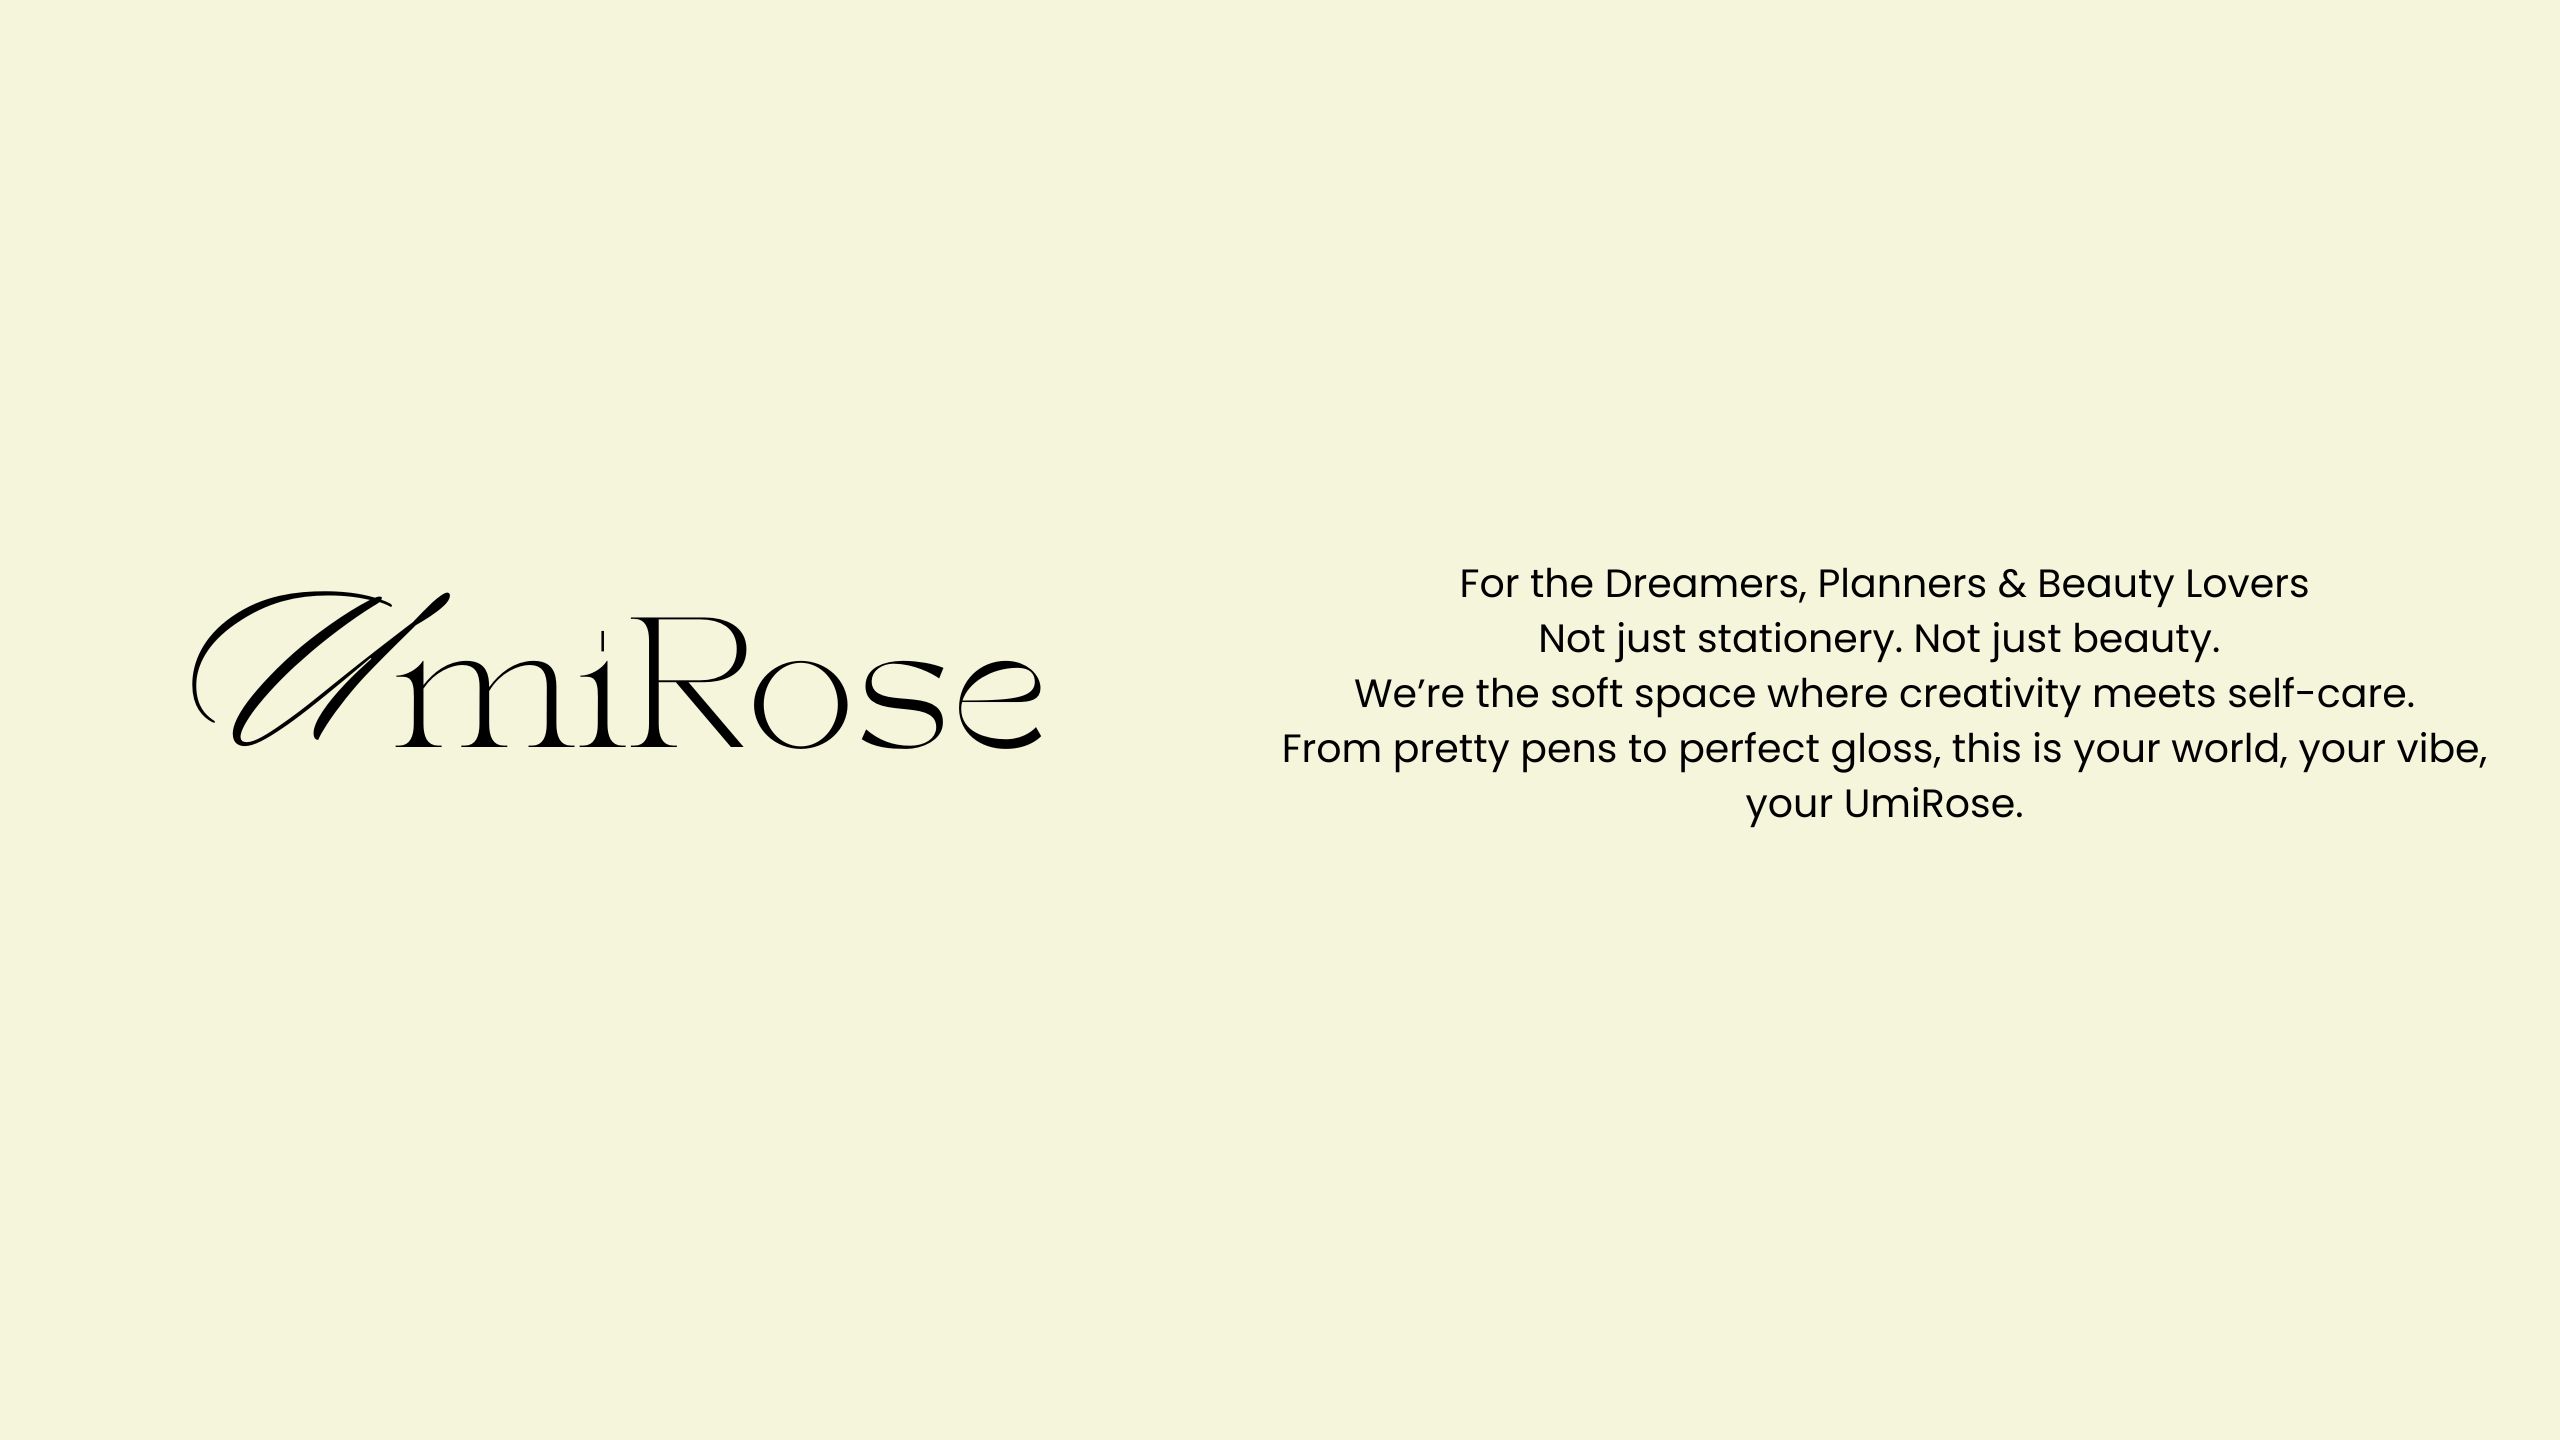 UmiRose
For the Dreamers, Planners & Beauty Lovers
Not just stationery. Not just beauty.
We’re the soft space where creativity meets self-care.
From pretty pens to perfect gloss, this is your world, your vibe,
your UmiRose.